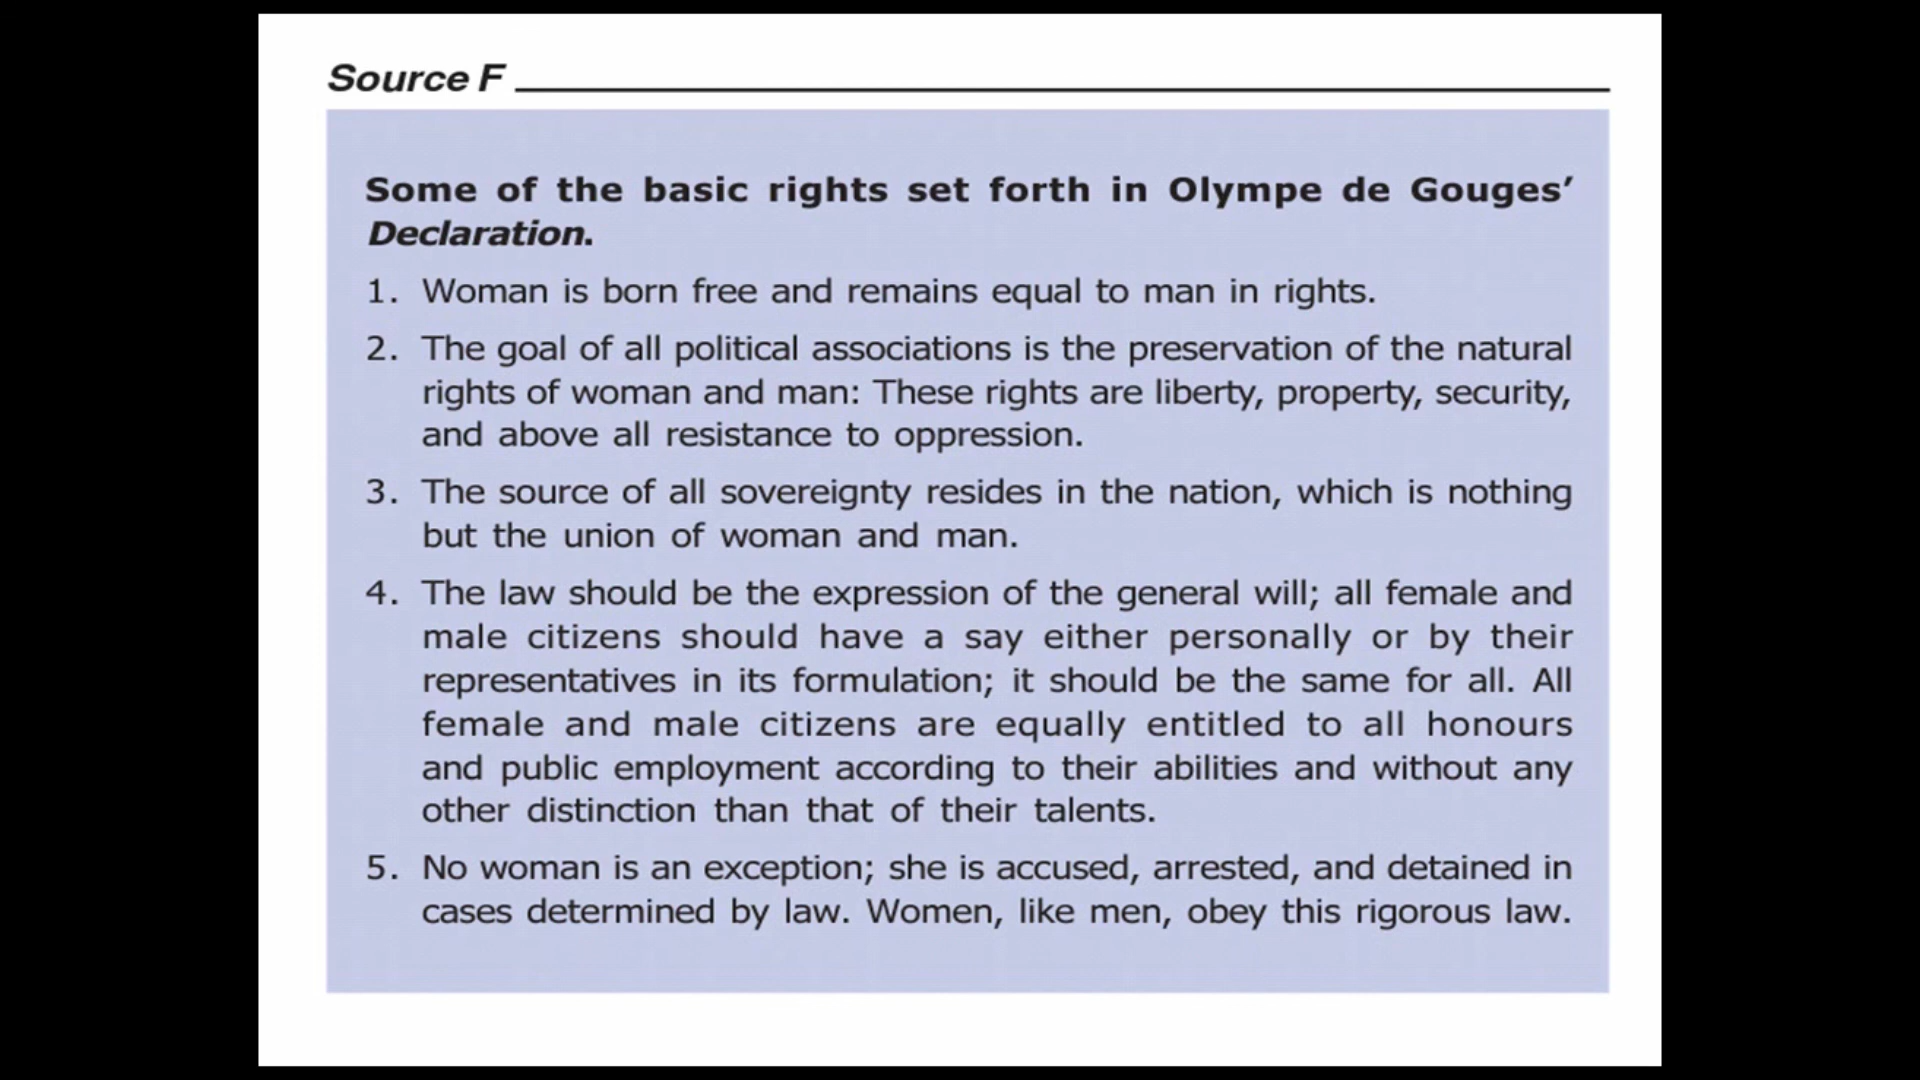 Source F
Some of the basic rights set forth in Olympe de Gouges’
Declaration.
1. Woman is born free and remains equal to man in rights.
2. The goal of all political associations is the preservation of the natural
rights of woman and man: These rights are liberty, property, security,
and above all resistance to oppression.
3. The source of all sovereignty resides in the nation, which is nothing
but the union of woman and man.
4. The law should be the expression of the general will; all female and
male citizens should have a say either personally or by their
representatives in its formulation; it should be the same for all. All
female and male citizens are equally entitled to all honours
and public employment according to their abilities and without any
other distinction than that of their talents.
5. No woman is an exception; she is accused, arrested, and detained in
cases determined by law. Women, like men, obey this rigorous law.